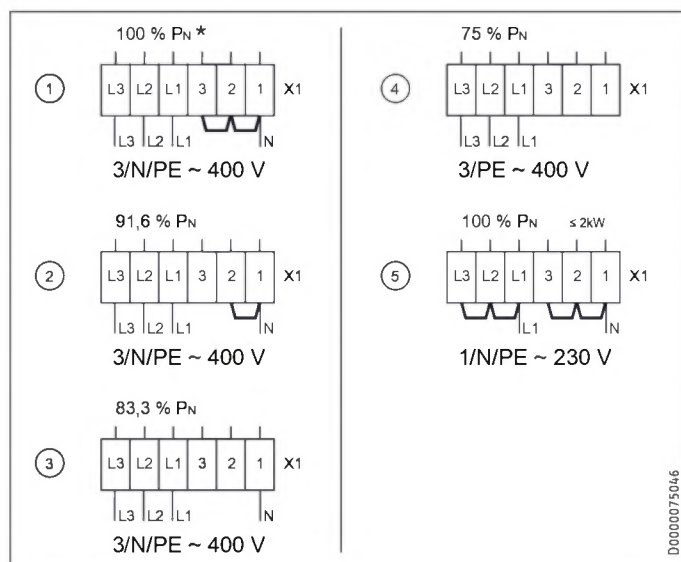 100 % PN *
1
L3 L2 L1 3 2 1 X1
L3 L2 L1 N
3/N/PE ~ 400 V
91,6 % PN
2
L3 L2 L1 3 2 1 X1
L3 L2 L1 N
3/N/PE ~ 400 V
83,3 % PN
3
L3 L2 L1 3 2 1 X1
L3 L2 L1 N
3/N/PE ~ 400 V
75 % PN
4
L3 L2 L1 3 2 1 X1
L3 L2 L1
3/PE ~ 400 V
100 % PN ≤ 2kW
5
L3 L2 L1 3 2 1 X1
L1 N
1/N/PE ~ 230 V
D0000075046